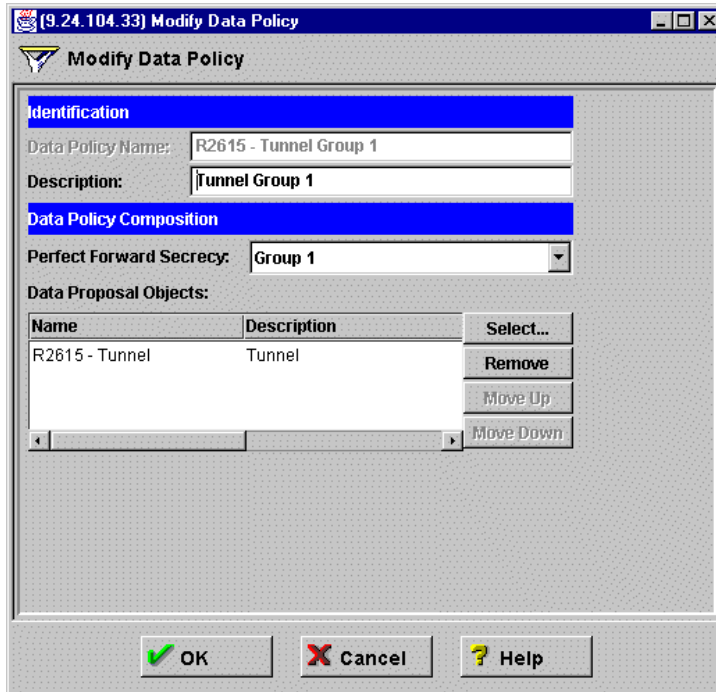 (9.24.104.33) Modify Data Policy
Modify Data Policy
Identification
Data Policy Name: R2615 - Tunnel Group 1
Description: Tunnel Group 1
Data Policy Composition
Perfect Forward Secrecy: Group 1
Data Proposal Objects:
Name Description Select...
R2615 - Tunnel Tunnel
Remove
Move Up
Move Down
OK Cancel ? Help